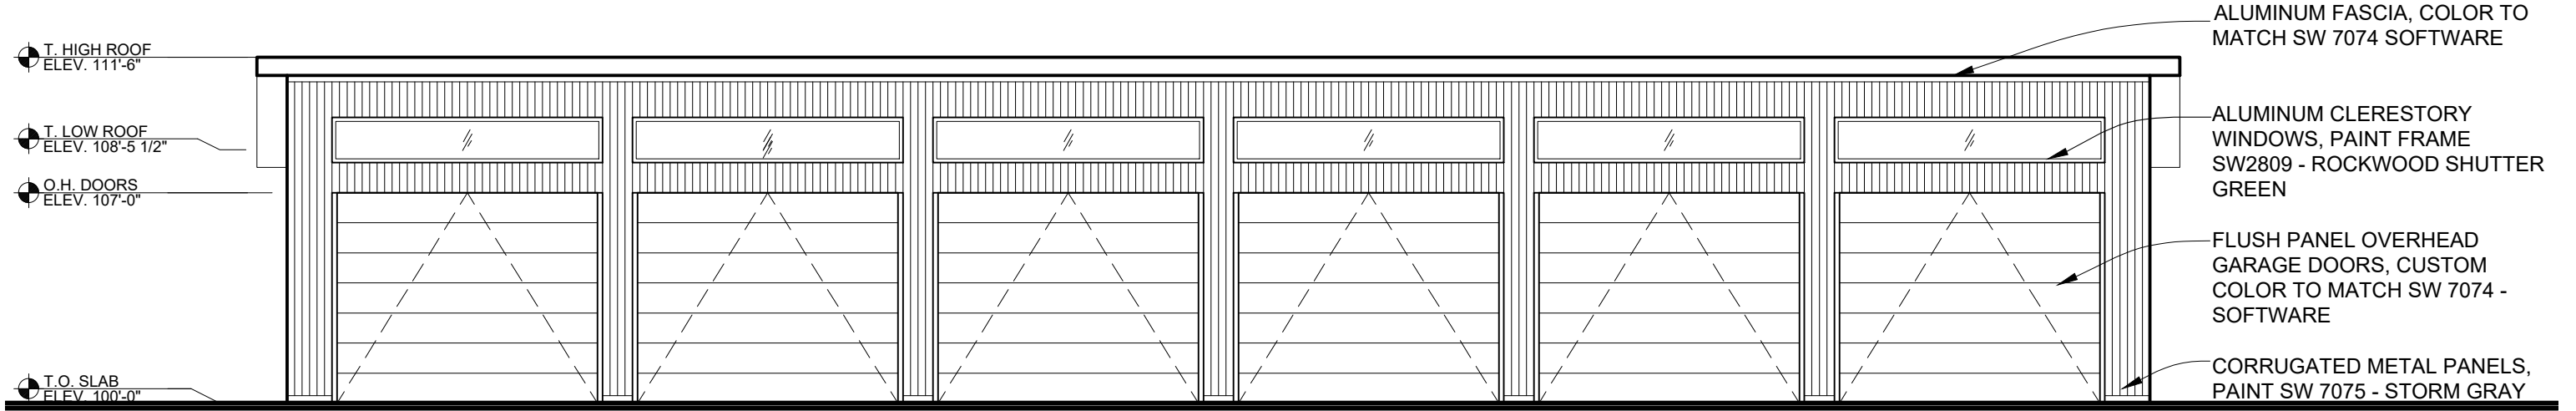 T. HIGH ROOF
ELEV. 111'-6"
T. LOW ROOF
ELEV. 108'-5 1/2"
O.H. DOORS
ELEV. 107'-0"
T.O. SLAB
ELEV. 100'-0"
ALUMINUM FASCIA, COLOR TO
MATCH SW 7074 SOFTWARE
ALUMINUM CLERESTORY
WINDOWS, PAINT FRAME
SW2809 - ROCKWOOD SHUTTER
GREEN
FLUSH PANEL OVERHEAD
GARAGE DOORS, CUSTOM
COLOR TO MATCH SW 7074 -
SOFTWARE
CORRUGATED METAL PANELS,
PAINT SW 7075 - STORM GRAY